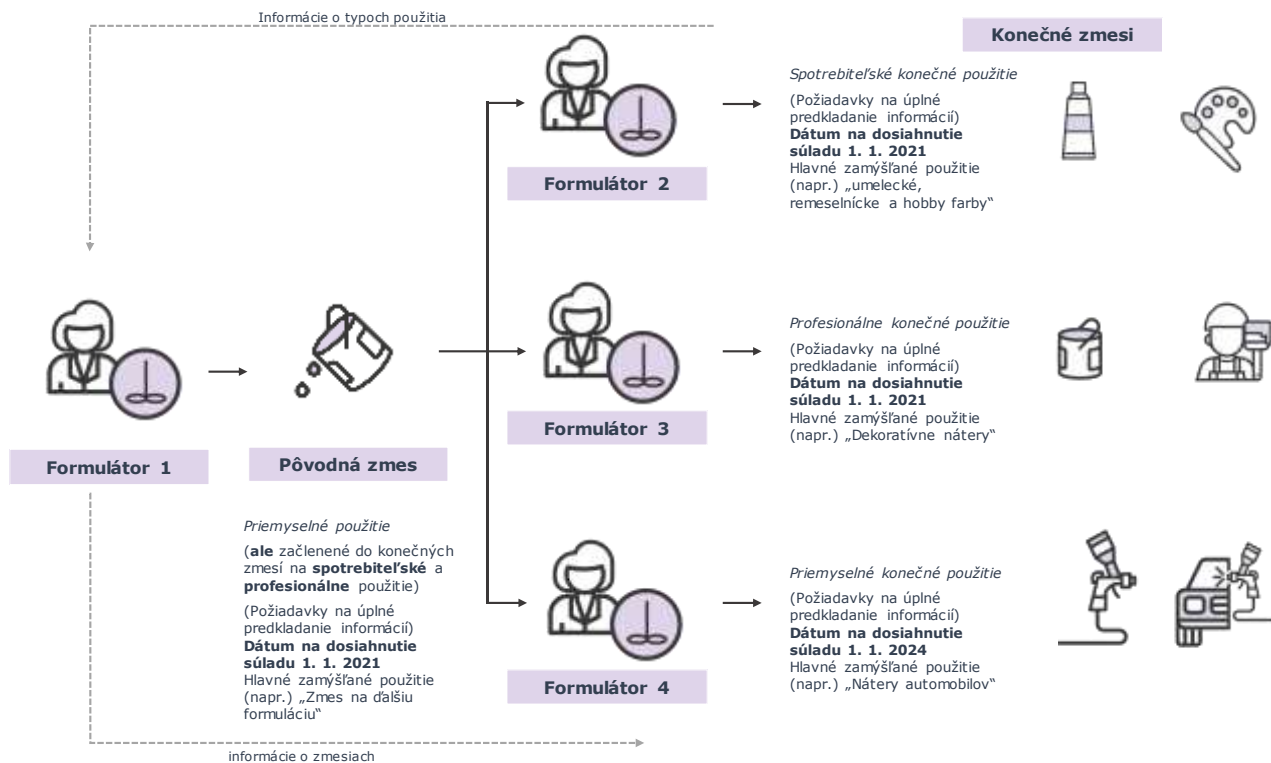 Informácie o typoch použitia
Konečné zmesi
Spotrebiteľské konečné použitie
(Požiadavky na úplné
predkladanie informácií)
Dátum na dosiahnutie
súladu 1. 1. 2021
Hlavné zamýšľané použitie
(napr.) „umelecké,
remeselnícke a hobby farby“
Formulátor 2
Profesionálne konečné použitie
(Požiadavky na úplné
predkladanie informácií)
Dátum na dosiahnutie
súladu 1. 1. 2021
Hlavné zamýšľané použitie
(napr.) „Dekoratívne nátery“
Formulátor 3
Formulátor 1
Pôvodná zmes
Priemyselné použitie
(ale začlenené do konečných
zmesí na spotrebiteľské a
profesionálne použitie)
(Požiadavky na úplné
predkladanie informácií)
Dátum na dosiahnutie
súladu 1. 1. 2021
Hlavné zamýšľané použitie
(napr.) „Zmes na ďalšiu
formuláciu“
Priemyselné konečné použitie
(Požiadavky na úplné
predkladanie informácií)
Dátum na dosiahnutie
súladu 1. 1. 2024
Hlavné zamýšľané použitie
(napr.) „Nátery automobilov“
Formulátor 4
informácie o zmesiach